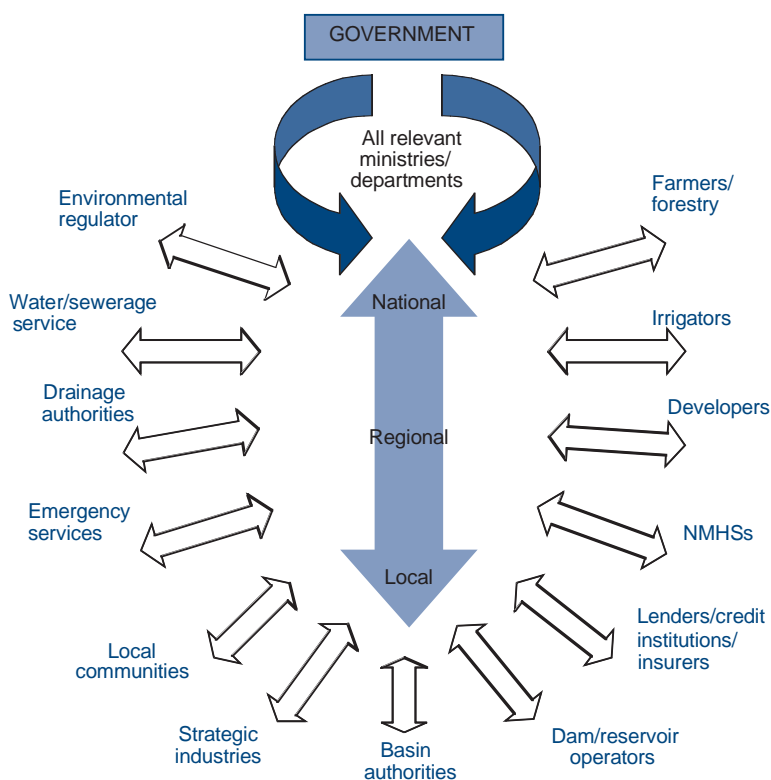 GOVERNMENT
All relevant
ministries/
departments
Environmental
regulator
Farmers/
forestry
National
Water/sewerage
service
Irrigators
Drainage
authorities
Developers
Regional
Emergency
services
NMHSs
Local
Local
communities
Lenders/credit
institutions/
insurers
Strategic
industries
Basin
authorities
Dam/reservoir
operators